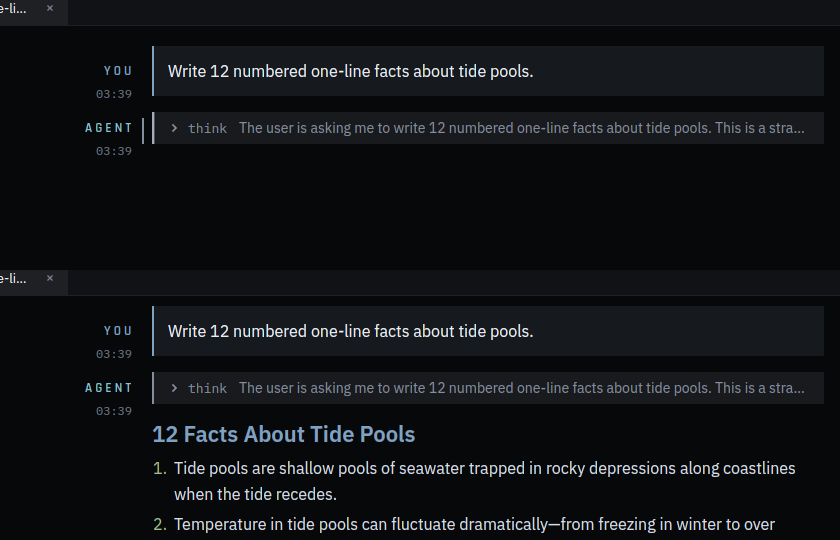 e-li... ×
YOU
Write 12 numbered one-line facts about tide pools.
03:39
AGENT
> think The user is asking me to write 12 numbered one-line facts about tide pools. This is a stra...
03:39
e-li... ×
YOU
Write 12 numbered one-line facts about tide pools.
03:39
AGENT
> think The user is asking me to write 12 numbered one-line facts about tide pools. This is a stra...
03:39
12 Facts About Tide Pools
1. Tide pools are shallow pools of seawater trapped in rocky depressions along coastlines
when the tide recedes.
2. Temperature in tide pools can fluctuate dramatically—from freezing in winter to over